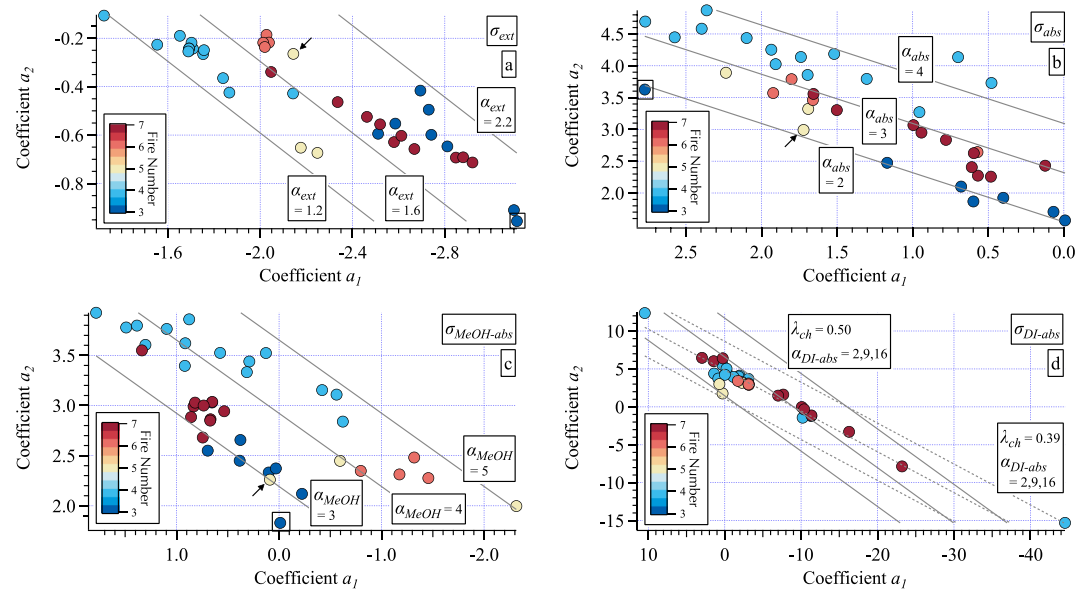 σext
a
-0.2
-0.4
-0.6
-0.8
Coefficient a2
αext
= 2.2
αext
= 1.2
αext
= 1.6
7
6
5
4
3
Fire Number
-1.6
-2.0
-2.4
-2.8
Coefficient a1
σabs
b
4.5
4.0
3.5
3.0
2.5
2.0
Coefficient a2
αabs
= 4
αabs
= 3
αabs
= 2
7
6
5
4
3
Fire Number
2.5
2.0
1.5
1.0
0.5
0.0
Coefficient a1
σMeOH-abs
c
3.5
3.0
2.5
2.0
Coefficient a2
αMeOH
= 5
αMeOH
= 3
αMeOH = 4
7
6
5
4
3
Fire Number
1.0
0.0
-1.0
-2.0
Coefficient a1
λch = 0.50
αDI-abs = 2,9,16
σDI-abs
d
10
5
0
-5
-10
-15
Coefficient a2
λch = 0.39
αDI-abs
= 2,9,16
7
6
5
4
3
Fire Number
10
0
-10
-20
-30
-40
Coefficient a1